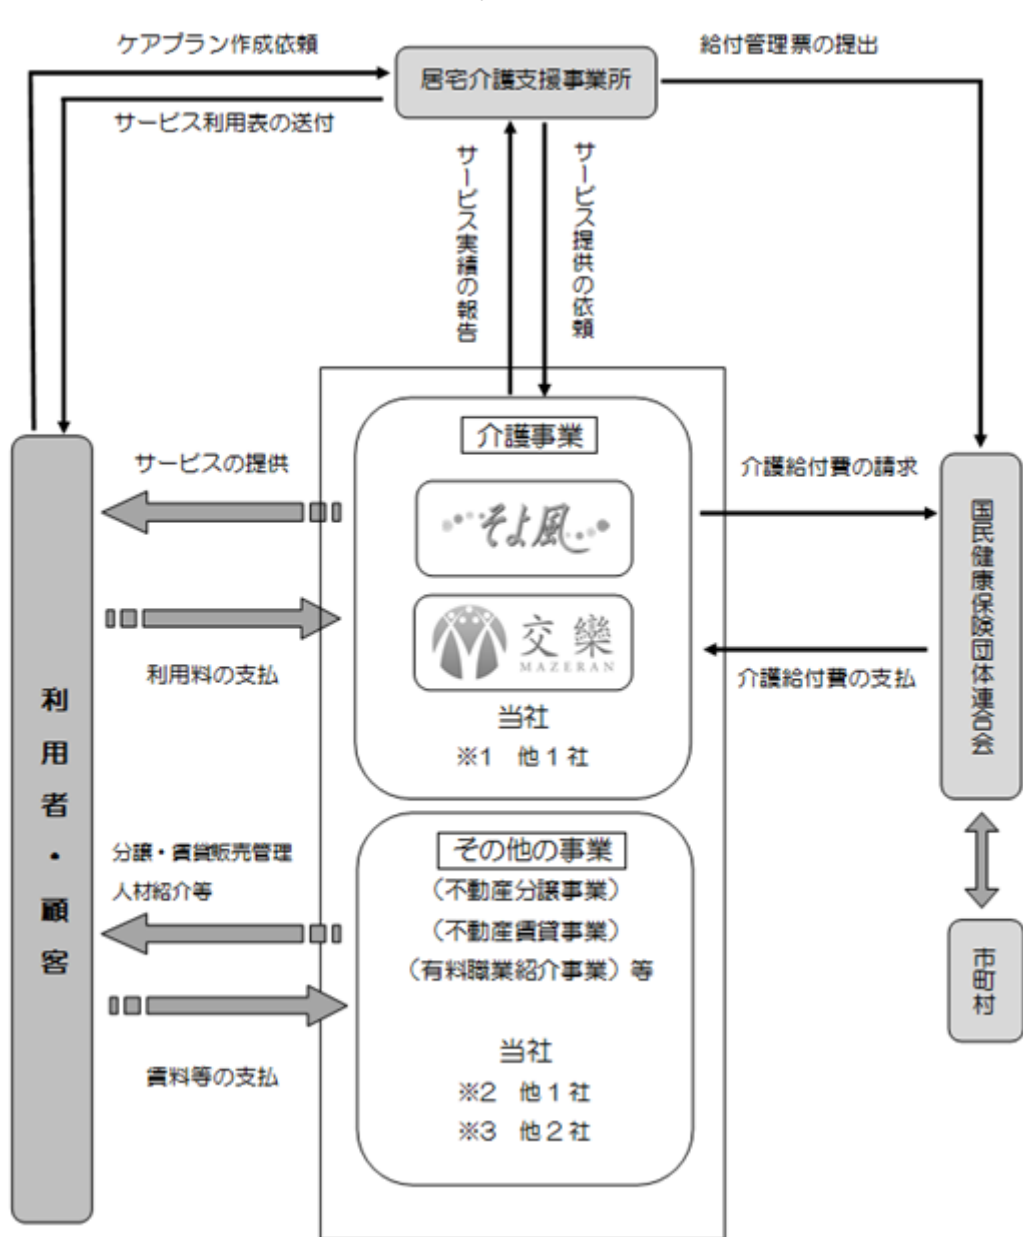 ケアプラン作成依頼
給付管理票の提出
居宅介護支援事業所
サービス利用表の送付
サービス実績の報告
サービス提供の依頼
介護事業
サービスの提供
介護給付費の請求
そよ風
国民健康保険団体連合会
交欒
MAZERAN
利用料の支払
介護給付費の支払
利用者・顧客
当社
※1 他1社
その他の事業
分譲・賃貸販売管理
人材紹介等
(不動産分譲事業)
(不動産賃貸事業)
(有料職業紹介事業)等
市町村
当社
賃料等の支払
※2 他1社
※3 他2社